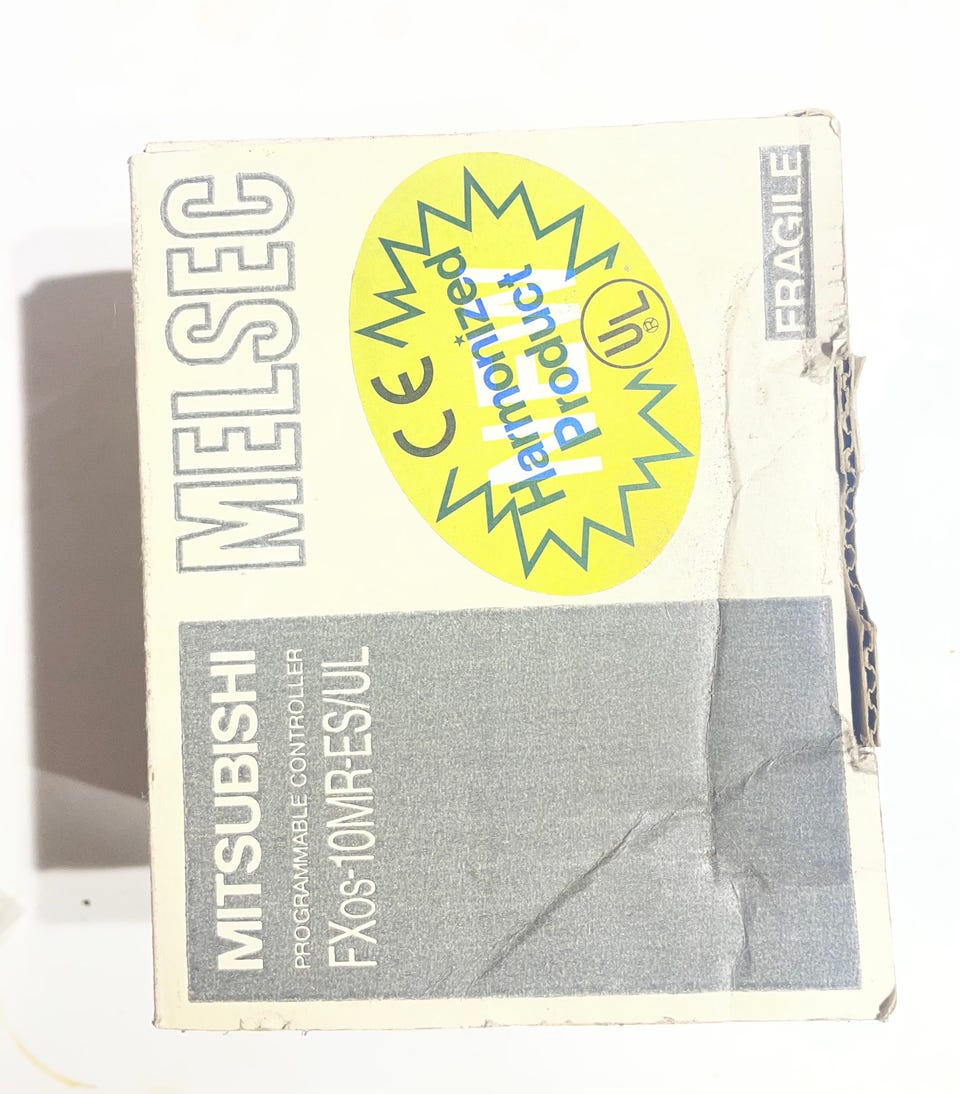 MITSUBISHI
PROGRAMMABLE CONTROLLER
FX0S-10MR-ES/UL
MELSEC
CE
NEW
Harmonized*
Product
UL®
FRAGILE